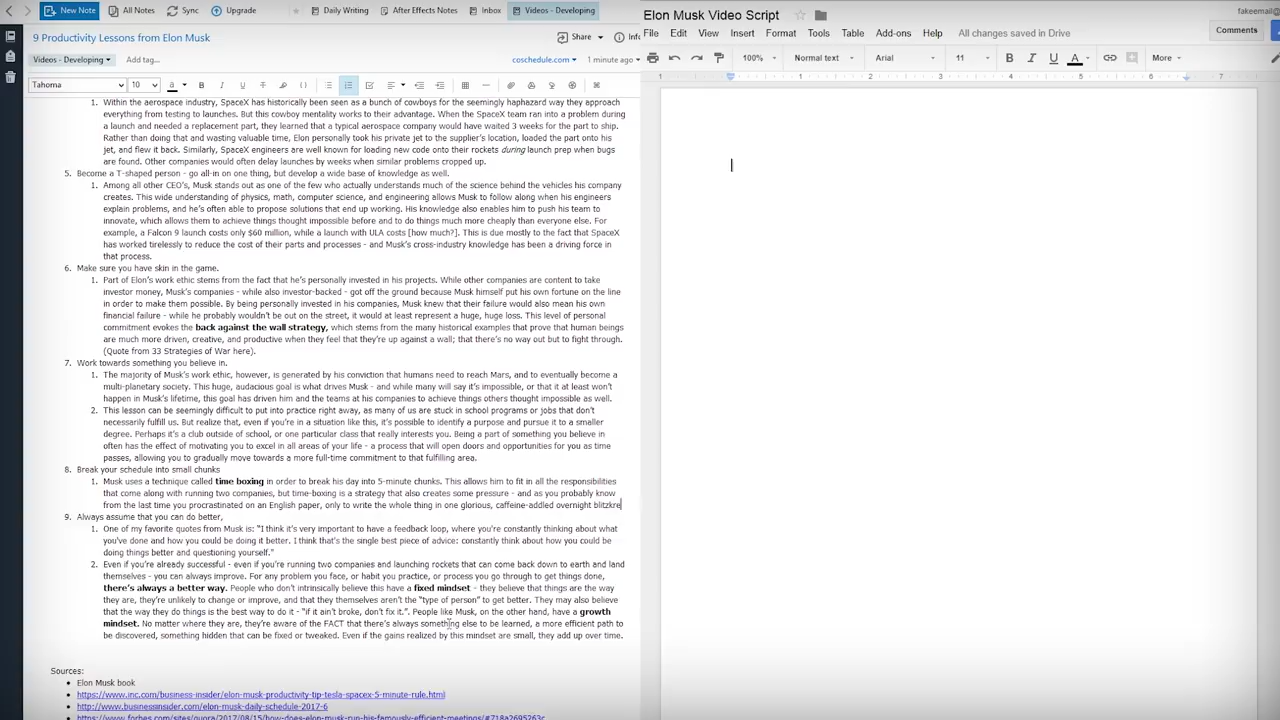 New Note
All Notes
Sync
Upgrade
Daily Writing
After Effects Notes
Inbox
Videos - Developing
9 Productivity Lessons from Elon Musk
Share
Info
Videos - Developing
Add tag...
coschedule.com
1 minute ago
Tahoma
10
1. Within the aerospace industry, SpaceX has historically been seen as a bunch of cowboys for the seemingly haphazard way they approach
everything from testing to launches. But this cowboy mentality works to their advantage. When the SpaceX team ran into a problem during
a launch and needed a replacement part, they learned that a typical aerospace company would have waited 3 weeks for the part to ship.
Rather than doing that and wasting valuable time, Elon personally took his private jet to the supplier's location, loaded the part onto his
jet, and flew it back. Similarly, SpaceX engineers are well known for loading new code onto their rockets during launch prep when bugs
are found. Other companies would often delay launches by weeks when similar problems cropped up.
5. Become a T-shaped person - go all-in on one thing, but develop a wide base of knowledge as well.
1. Among all other CEO's, Musk stands out as one of the few who actually understands much of the science behind the vehicles his company
creates. This wide understanding of physics, math, computer science, and engineering allows Musk to follow along when his engineers
explain problems, and he's often able to propose solutions that end up working. His knowledge also enables him to push his team to
innovate, which allows them to achieve things thought impossible before and to do things much more cheaply than everyone else. For
example, a Falcon 9 launch costs only $60 million, while a launch with ULA costs [how much?]. This is due mostly to the fact that SpaceX
has worked tirelessly to reduce the cost of their parts and processes - and Musk's cross-industry knowledge has been a driving force in
that process.
6. Make sure you have skin in the game.
1. Part of Elon's work ethic stems from the fact that he's personally invested in his projects. While other companies are content to take
investor money, Musk's companies - while also investor-backed - got off the ground because Musk himself put his own fortune on the line
in order to make them possible. By being personally invested in his companies, Musk knew that their failure would also mean his own
financial failure - while he probably wouldn't be out on the street, it would at least represent a huge, huge loss. This level of personal
commitment evokes the back against the wall strategy, which stems from the many historical examples that prove that human beings
are much more driven, creative, and productive when they feel that they're up against a wall; that there's no way out but to fight through.
(Quote from 33 Strategies of War here).
7. Work towards something you believe in.
1. The majority of Musk's work ethic, however, is generated by his conviction that humans need to reach Mars, and to eventually become a
multi-planetary society. This huge, audacious goal is what drives Musk - and while many will say it's impossible, or that it at least won't
happen in Musk's lifetime, this goal has driven him and the teams at his companies to achieve things others thought impossible as well.
2. This lesson can be seemingly difficult to put into practice right away, as many of us are stuck in school programs or jobs that don't
necessarily fulfill us. But realize that, even if you're in a situation like this, it's possible to identify a purpose and pursue it to a smaller
degree. Perhaps it's a club outside of school, or one particular class that really interests you. Being a part of something you believe in
often has the effect of motivating you to excel in all areas of your life - a process that will open doors and opportunities for you as time
passes, allowing you to gradually move towards a more full-time commitment to that fulfilling area.
8. Break your schedule into small chunks
1. Musk uses a technique called time boxing in order to break his day into 5-minute chunks. This allows him to fit in all the responsibilities
that come along with running two companies, but time-boxing is a strategy that also creates some pressure - and as you probably know
from the last time you procrastinated on an English paper, only to write the whole thing in one glorious, caffeine-addled overnight blitzkre
9. Always assume that you can do better,
1. One of my favorite quotes from Musk is: "I think it's very important to have a feedback loop, where you're constantly thinking about what
you've done and how you could be doing it better. I think that's the single best piece of advice: constantly think about how you could be
doing things better and questioning yourself."
2. Even if you're already successful - even if you're running two companies and launching rockets that can come back down to earth and land
themselves - you can always improve. For any problem you face, or habit you practice, or process you go through to get things done,
there's always a better way. People who don't intrinsically believe this have a fixed mindset - they believe that things are the way
they are, they're unlikely to change or improve, and that they themselves aren't the "type of person" to get better. They may also believe
that the way they do things is the best way to do it - "if it ain't broke, don't fix it.". People like Musk, on the other hand, have a growth
mindset. No matter where they are, they're aware of the FACT that there's always something else to be learned, a more efficient path to
be discovered, something hidden that can be fixed or tweaked. Even if the gains realized by this mindset are small, they add up over time.
Sources:
Elon Musk book
https://www.inc.com/business-insider/elon-musk-productivity-tip-tesla-spacex-5-minute-rule.html
http://www.businessinsider.com/elon-musk-daily-schedule-2017-6
https://www.forbes.com/sites/quora/2017/08/15/how-does-elon-musk-run-his-famously-efficient-meetings/#718a2695263c
Elon Musk Video Script
fakeemail@
File Edit View Insert Format Tools Table Add-ons Help All changes saved in Drive
Comments
100% Normal text Arial 11 B I U A More
1 1 2 3 4 5 6 7